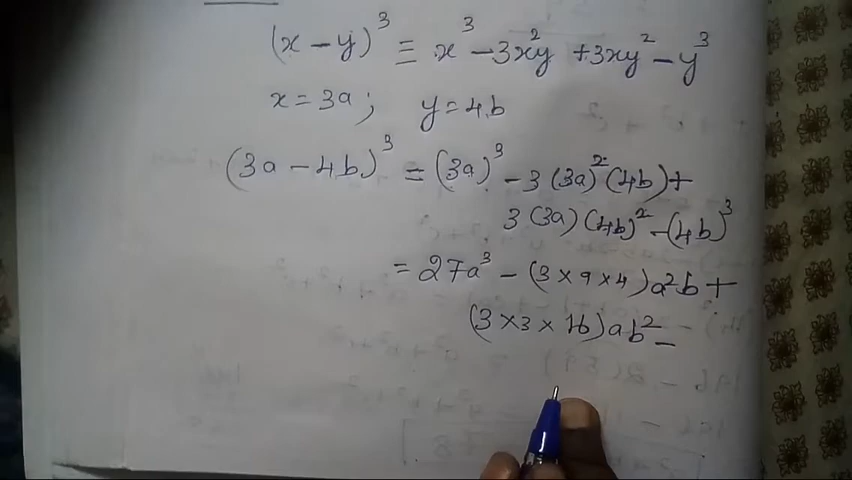 (x - y)³ ≡ x³ - 3x²y + 3xy² - y³
x = 3a; y = 4b
(3a - 4b)³ = (3a)³ - 3(3a)²(4b) +
3(3a)(4b)² - (4b)³
= 27a³ - (3 × 9 × 4)a²b +
(3 × 3 × 16)ab² -